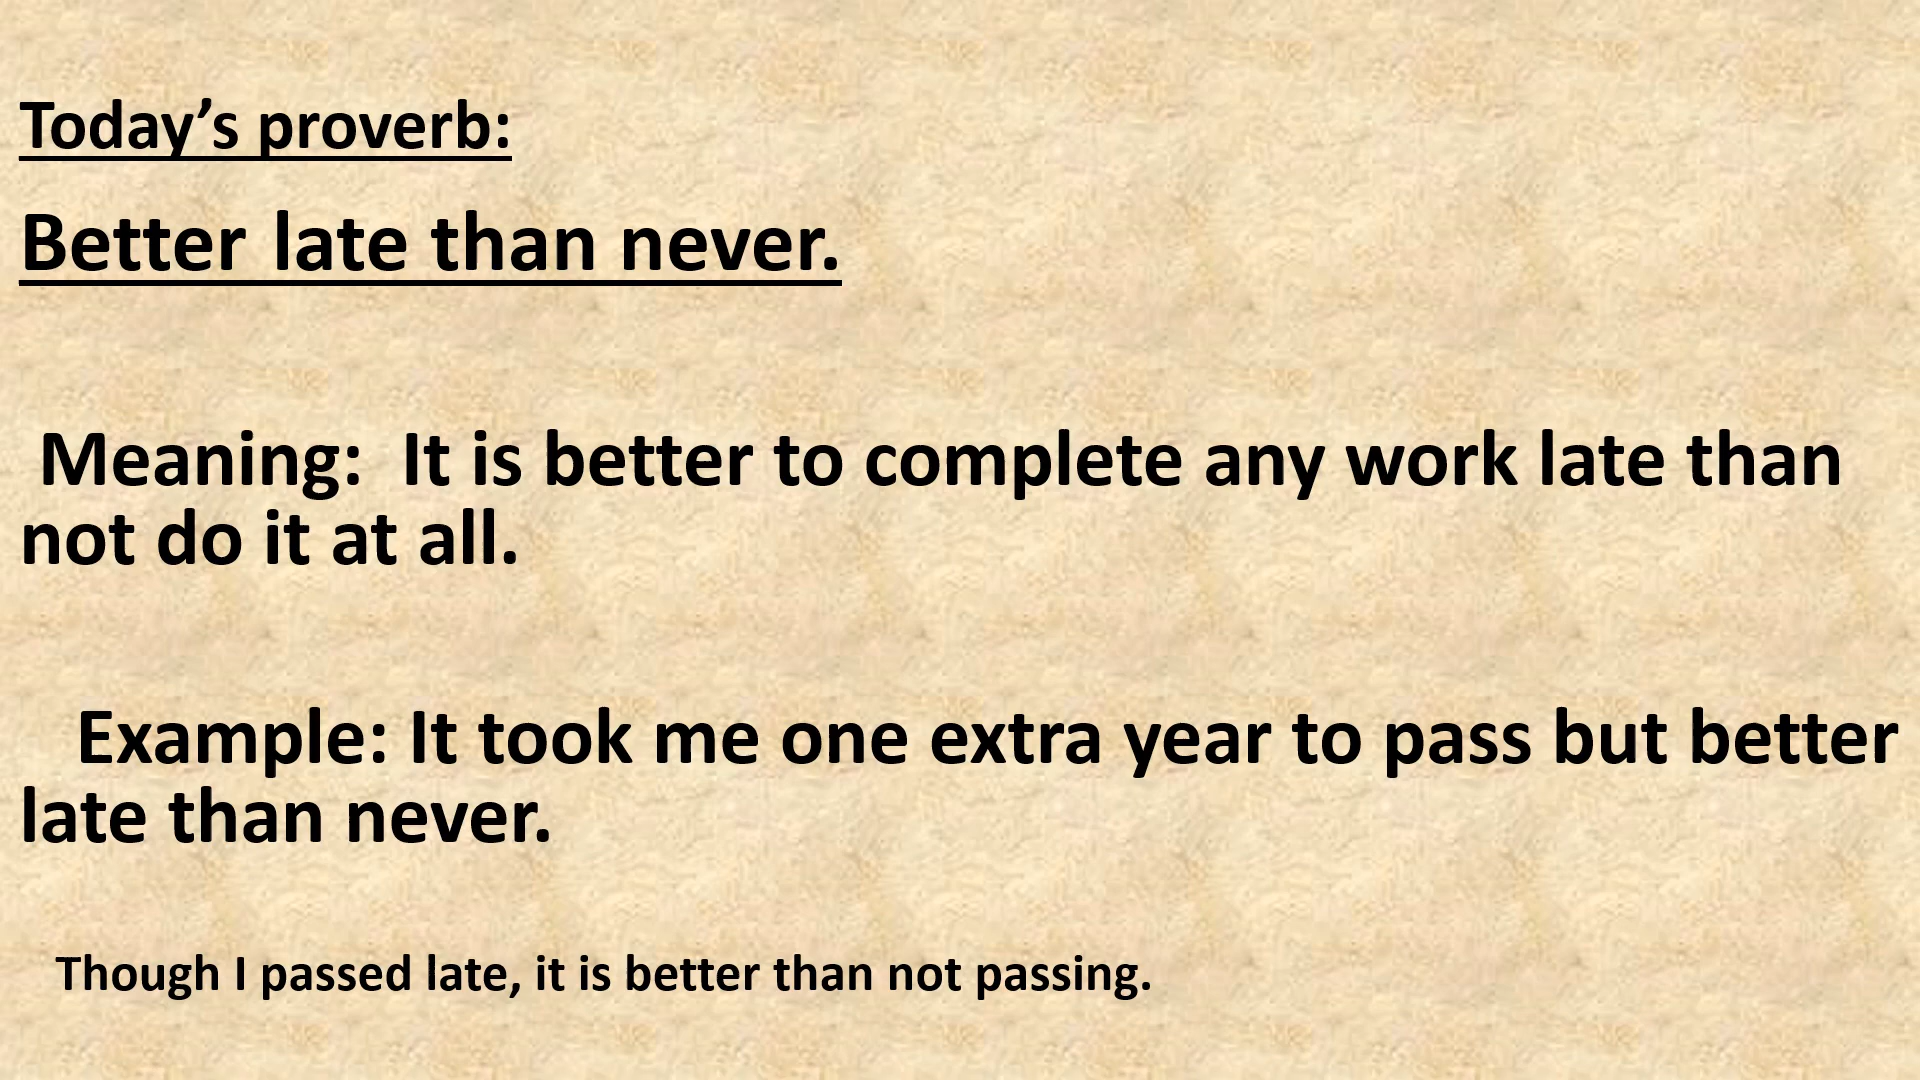 Today’s proverb:
Better late than never.
Meaning:  It is better to complete any work late than
not do it at all.
Example: It took me one extra year to pass but better
late than never.
Though I passed late, it is better than not passing.